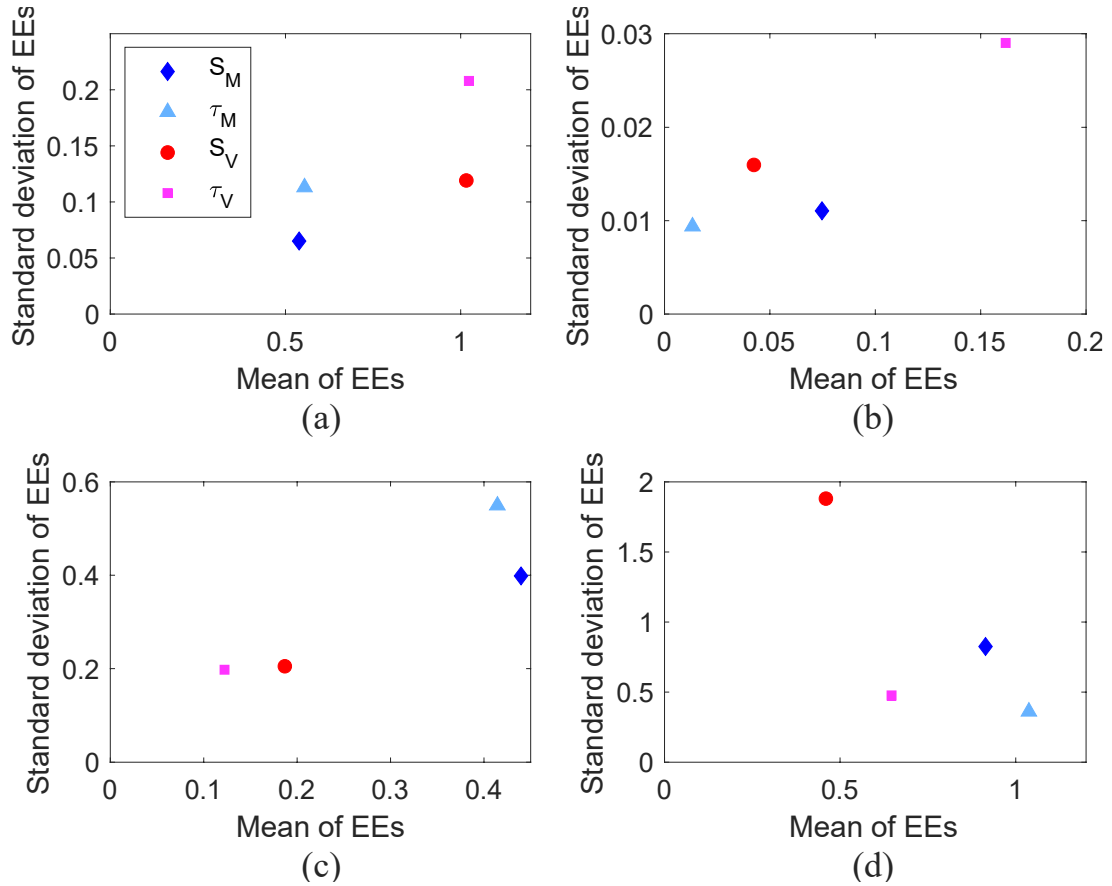 Standard deviation of EEs
0.2
0.15
0.1
0.05
0
S_M
τ_M
S_V
τ_V
0 0.5 1
Mean of EEs
(a)
Standard deviation of EEs
0.03
0.02
0.01
0
0 0.05 0.1 0.15 0.2
Mean of EEs
(b)
Standard deviation of EEs
0.6
0.4
0.2
0
0 0.1 0.2 0.3 0.4
Mean of EEs
(c)
Standard deviation of EEs
2
1.5
1
0.5
0
0 0.5 1
Mean of EEs
(d)